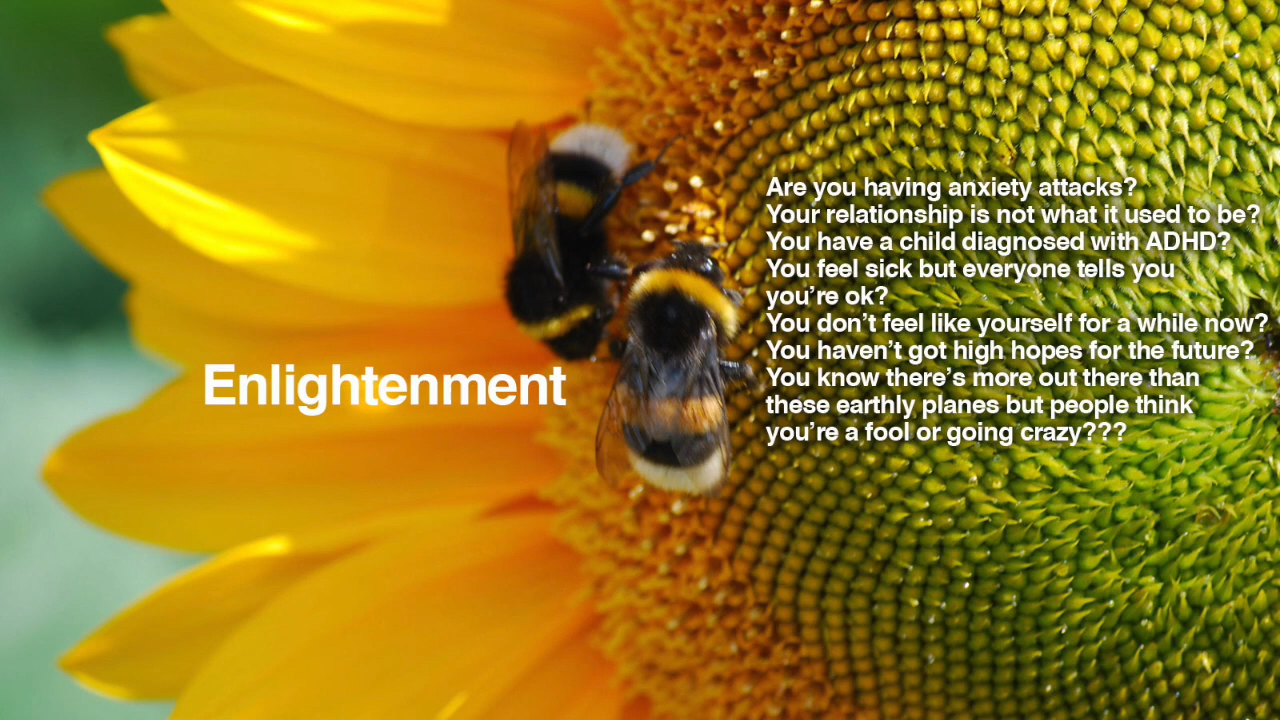 Enlightenment
Are you having anxiety attacks?
Your relationship is not what it used to be?
You have a child diagnosed with ADHD?
You feel sick but everyone tells you
you’re ok?
You don’t feel like yourself for a while now?
You haven’t got high hopes for the future?
You know there’s more out there than
these earthly planes but people think
you’re a fool or going crazy???